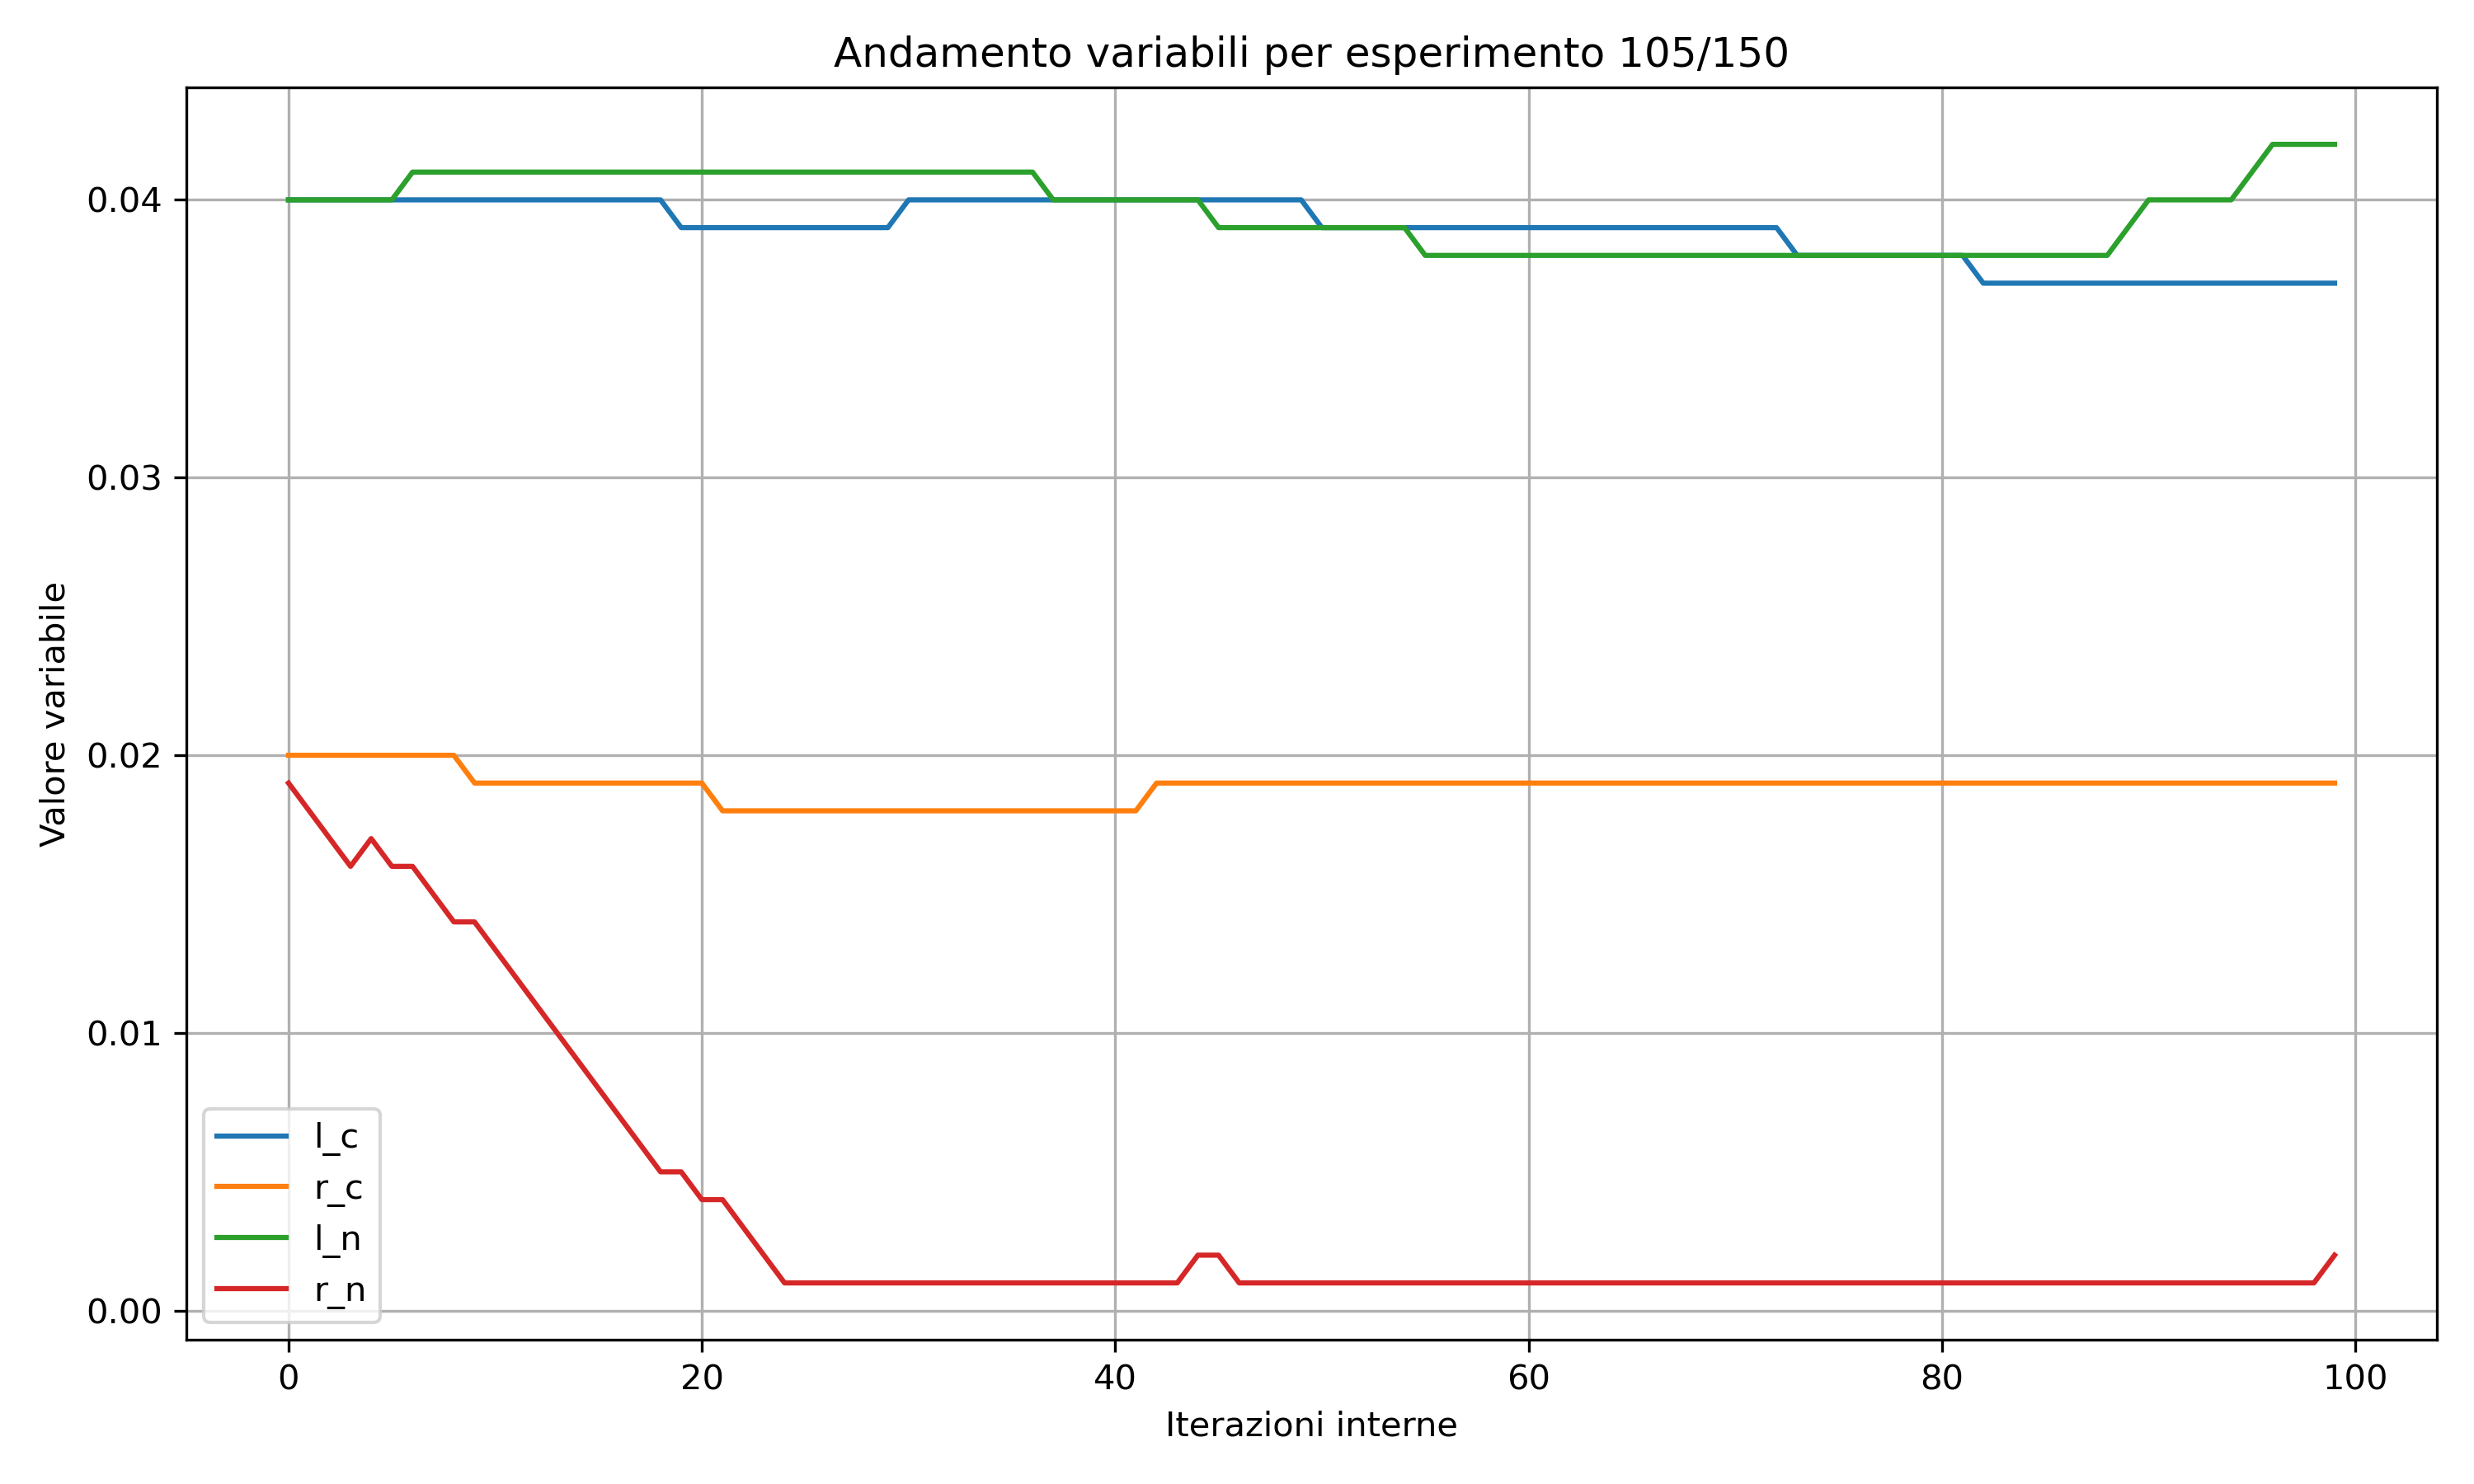 Andamento variabili per esperimento 105/150
Valore variabile
0.04
0.03
0.02
0.01
0.00
l_c
r_c
l_n
r_n
0 20 40 60 80 100
Iterazioni interne